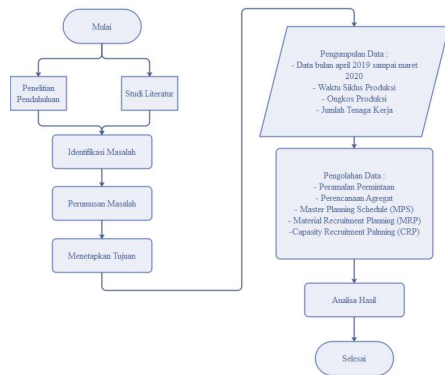 Mulai
Penelitian
Pendahuluan
Studi Literatur
Identifikasi Masalah
Perumusan Masalah
Menetapkan Tujuan
Pengumpulan Data :
- Data bulan april 2019 sampai maret
2020
- Waktu Siklus Produksi
- Ongkos Produksi
- Jumlah Tenaga Kerja
Pengolahan Data :
- Peramalan Permintaan
- Perencanaan Agregat
- Master Planning Schedule (MPS)
- Material Recruitment Planning (MRP)
-Capasity Recruitment Palnning (CRP)
Analisa Hasil
Selesai